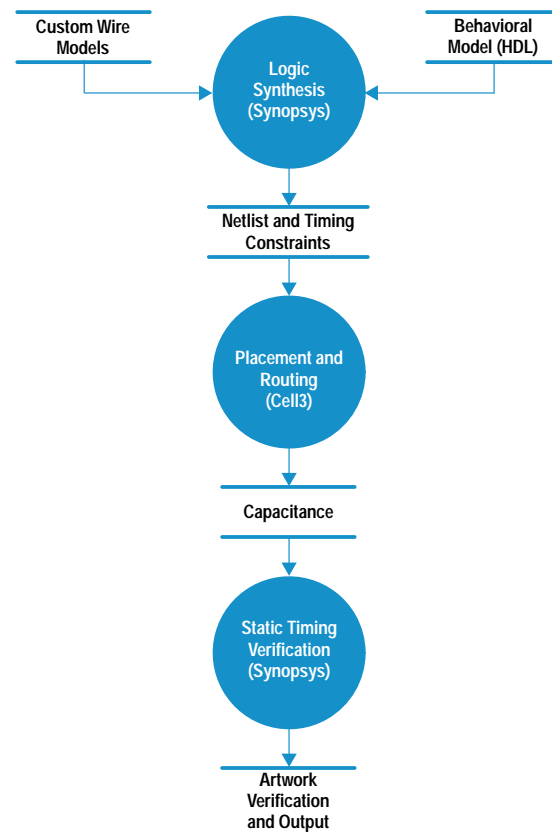 Custom Wire
Models
Behavioral
Model (HDL)
Logic
Synthesis
(Synopsys)
Netlist and Timing
Constraints
Placement and
Routing
(Cell3)
Capacitance
Static Timing
Verification
(Synopsys)
Artwork
Verification
and Output